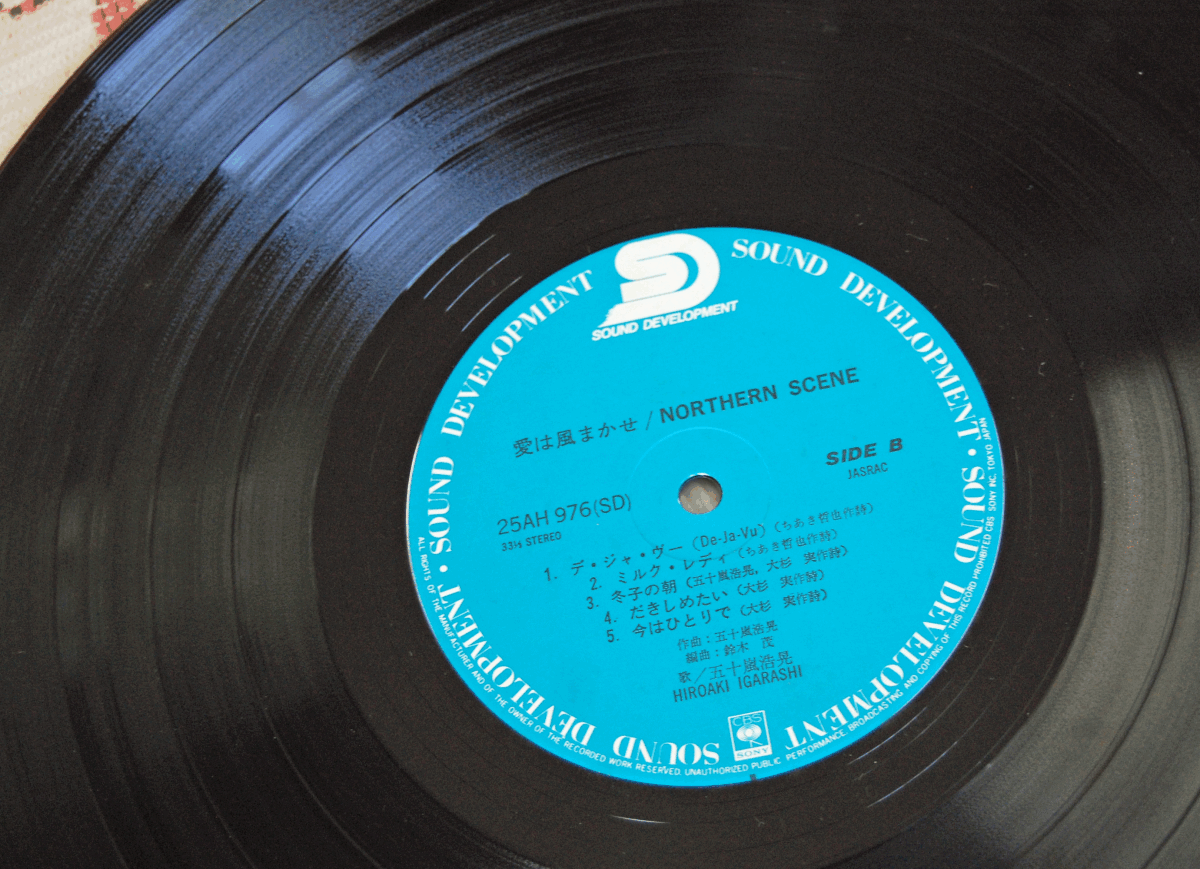 SD
SOUND DEVELOPMENT
SOUND DEVELOPMENT • SOUND DEVELOPMENT
SOUND DEVELOPMENT • SOUND DEVELOPMENT
愛は風まかせ / NORTHERN SCENE
SIDE B
JASRAC
25AH 976(SD)
33⅓ STEREO
1. デ・ジャ・ヴー (De-Ja-Vu') (ちあき哲也作詩)
2. ミルク・レディ (ちあき哲也作詩)
3. 冬子の朝 (五十嵐浩晃, 大杉 実作詩)
4. だきしめたい (大杉 実作詩)
5. 今はひとりで (大杉 実作詩)
作曲：五十嵐浩晃
編曲：鈴木 茂
歌／五十嵐浩晃
HIROAKI IGARASHI
CBS
SONY
ALL RIGHTS OF THE MANUFACTURER AND OF THE OWNER OF THE RECORDED WORK RESERVED. UNAUTHORIZED PUBLIC PERFORMANCE. BROADCASTING AND COPYING OF THIS RECORD PROHIBITED CBS SONY INC. TOKYO JAPAN